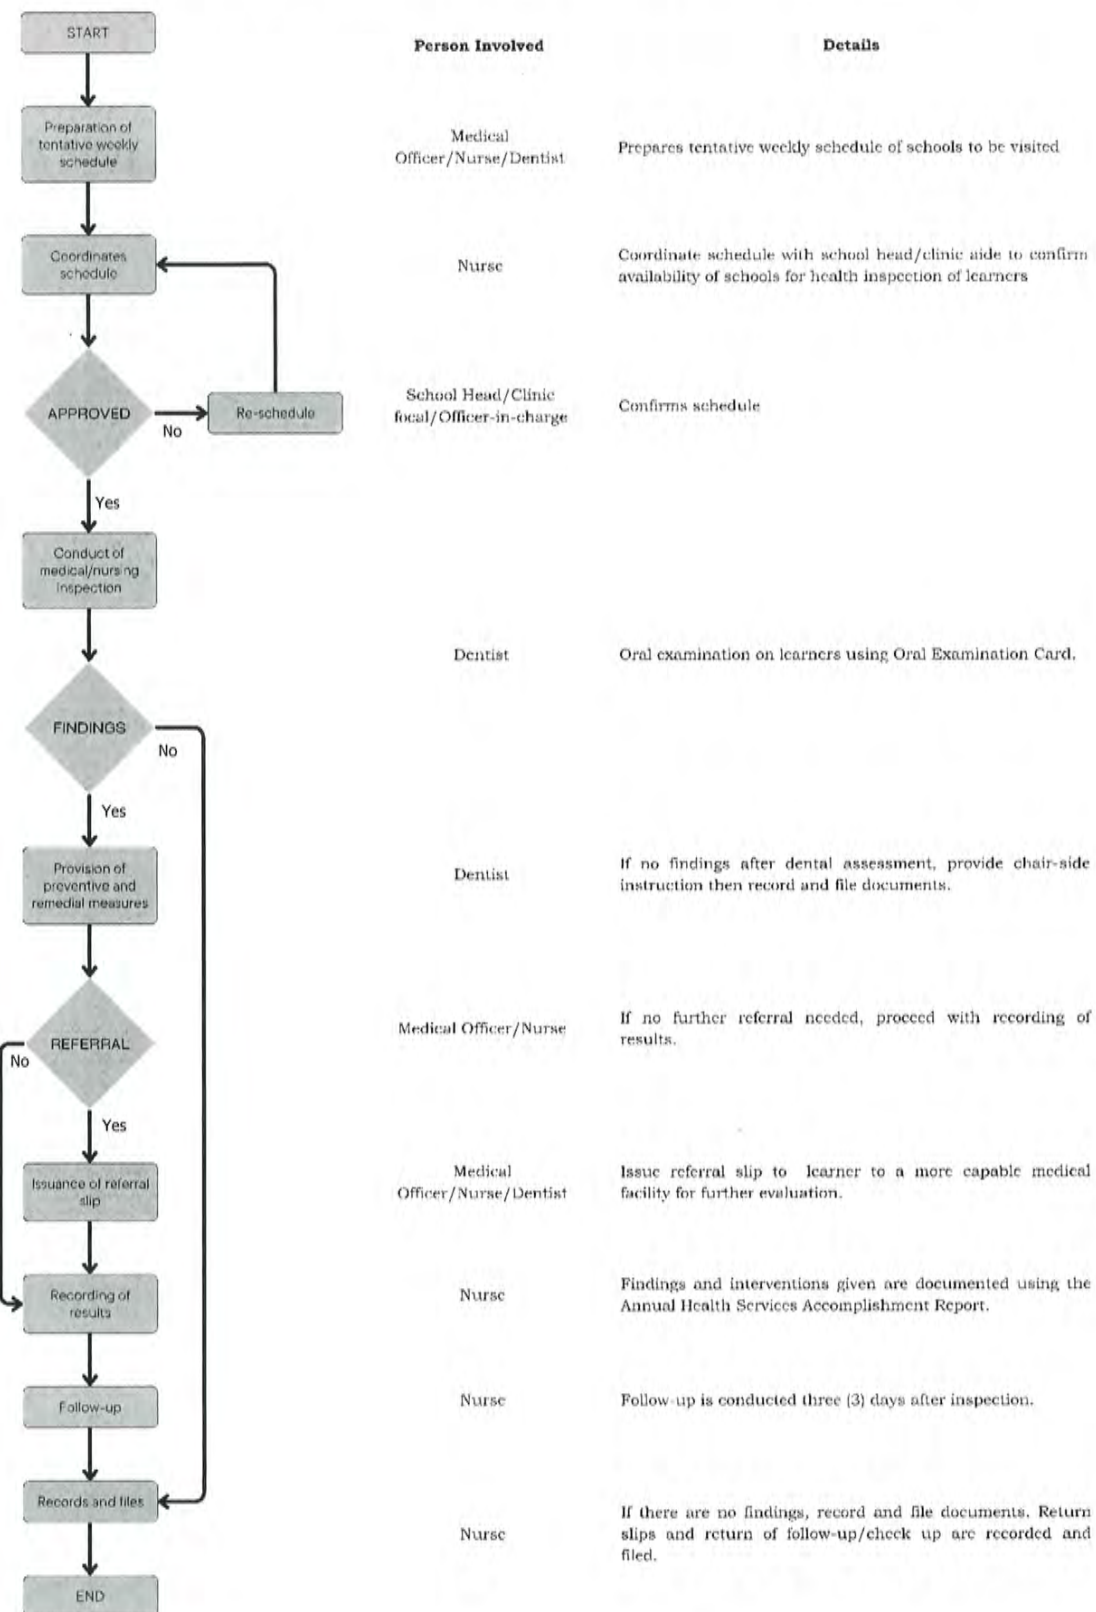 START
Person Involved
Details
Preparation of
tentative weekly
schedule
Medical
Officer/Nurse/Dentist
Prepares tentative weekly schedule of schools to be visited
Coordinates
schedule
Nurse
Coordinate schedule with school head/clinic aide to confirm
availability of schools for health inspection of learners
APPROVED
No
Re-schedule
School Head/Clinic
focal/Officer-in-charge
Confirms schedule
Yes
Conduct of
medical/nursing
inspection
Dentist
Oral examination on learners using Oral Examination Card.
FINDINGS
No
Yes
Provision of
preventive and
remedial measures
Dentist
If no findings after dental assessment, provide chair-side
instruction then record and file documents.
REFERRAL
No
Medical Officer/Nurse
If no further referral needed, proceed with recording of
results.
Yes
Issuance of referral
slip
Medical
Officer/Nurse/Dentist
Issue referral slip to learner to a more capable medical
facility for further evaluation.
Recording of
results
Nurse
Findings and interventions given are documented using the
Annual Health Services Accomplishment Report.
Follow-up
Nurse
Follow-up is conducted three (3) days after inspection.
Records and files
Nurse
If there are no findings, record and file documents. Return
slips and return of follow-up/check up are recorded and
filed.
END